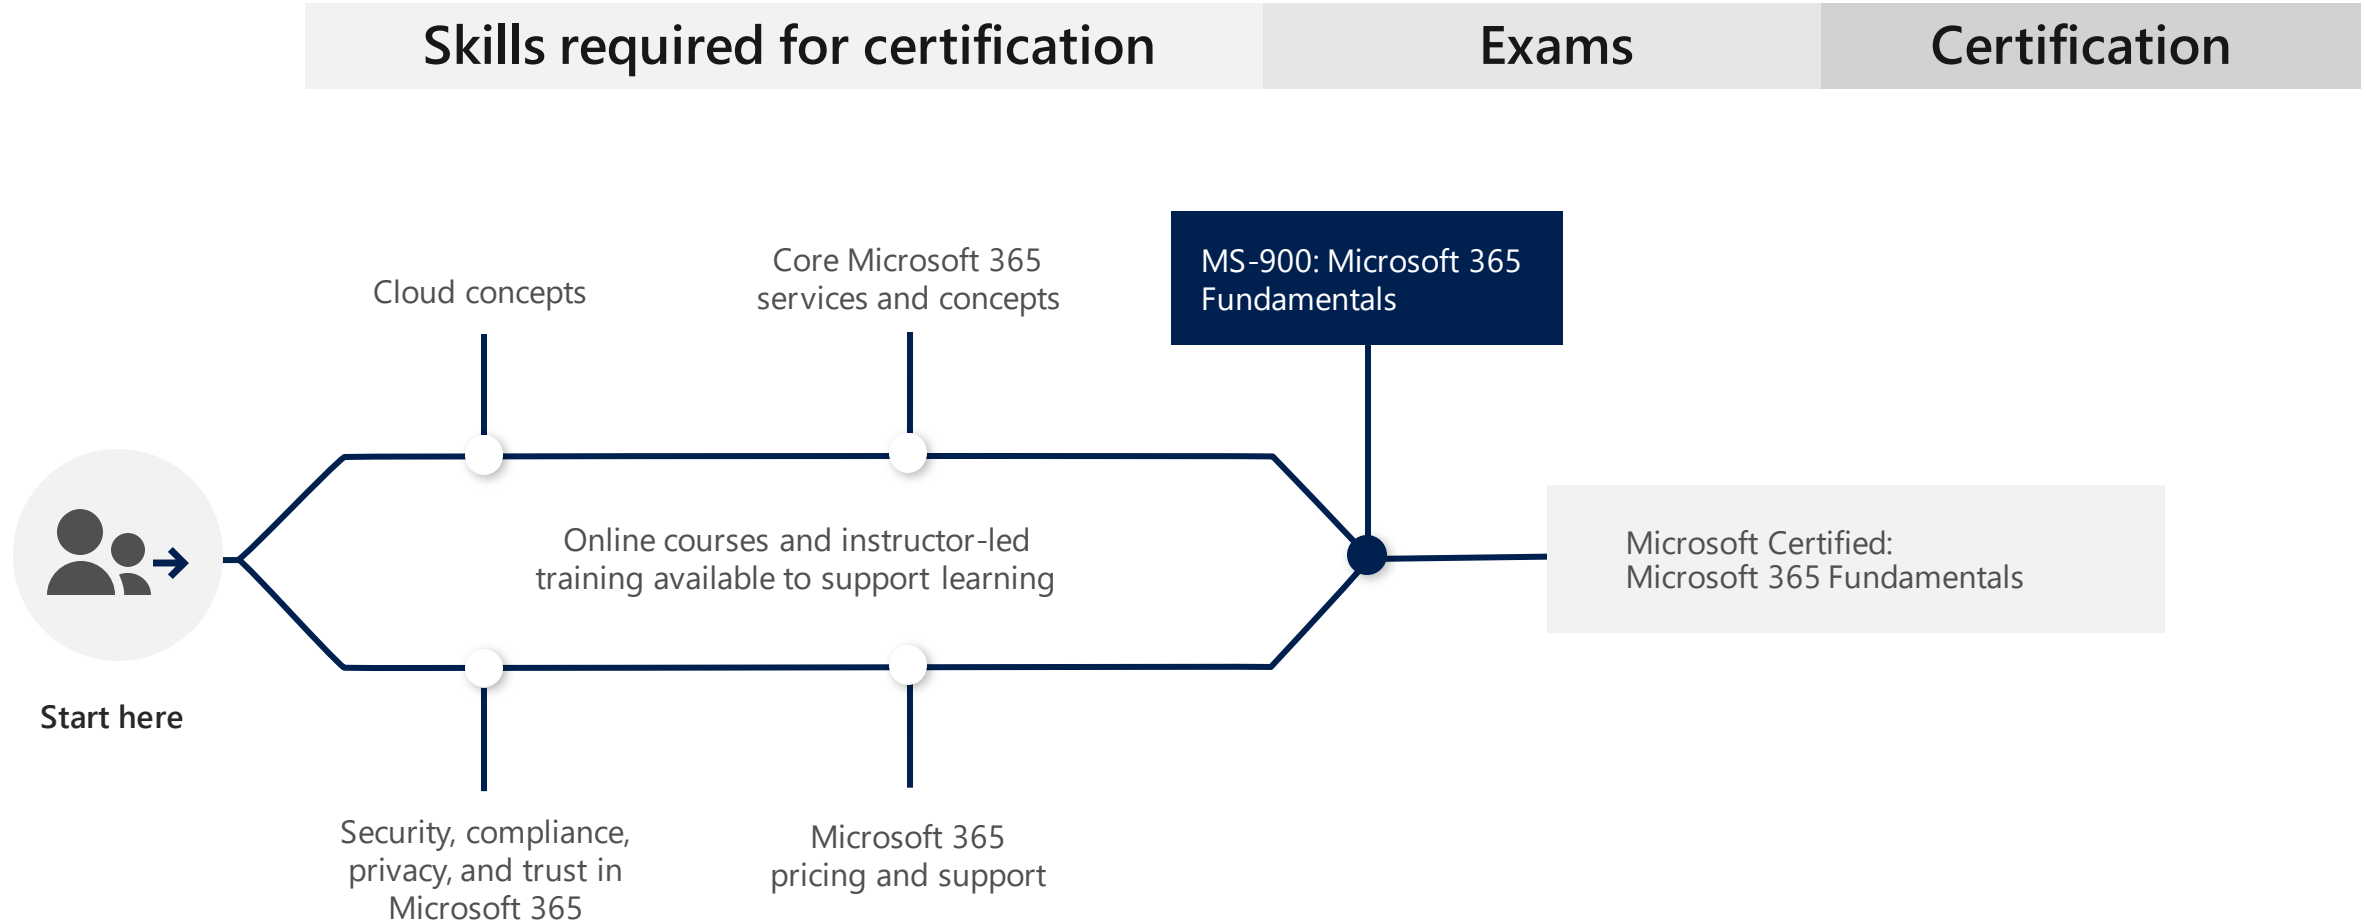 Skills required for certification
Exams
Certification
Cloud concepts
Core Microsoft 365
services and concepts
MS-900: Microsoft 365
Fundamentals
Online courses and instructor-led
training available to support learning
Microsoft Certified:
Microsoft 365 Fundamentals
Start here
Security, compliance,
privacy, and trust in
Microsoft 365
Microsoft 365
pricing and support